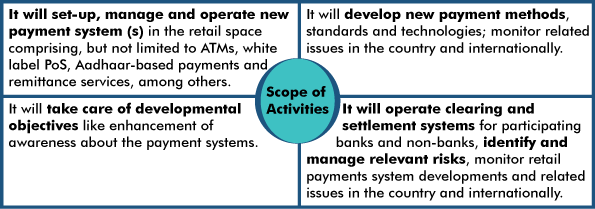 It will set-up, manage and operate new
payment system (s) in the retail space
comprising, but not limited to ATMs, white
label PoS, Aadhaar-based payments and
remittance services, among others.
It will develop new payment methods,
standards and technologies; monitor related
issues in the country and internationally.
Scope of
Activities
It will take care of developmental
objectives like enhancement of
awareness about the payment systems.
It will operate clearing and
settlement systems for participating
banks and non-banks, identify and
manage relevant risks, monitor retail
payments system developments and related
issues in the country and internationally.